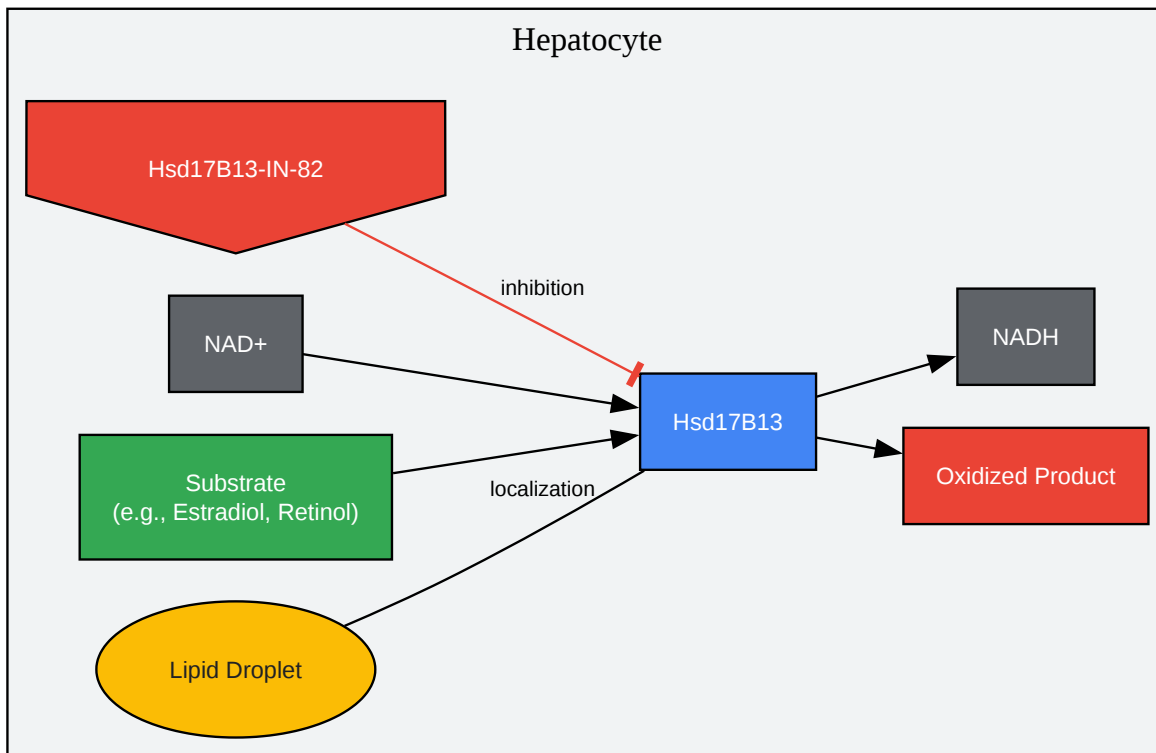 Hepatocyte
Hsd17B13-IN-82
inhibition
NAD+
NADH
Hsd17B13
Substrate
(e.g., Estradiol, Retinol)
localization
Oxidized Product
Lipid Droplet